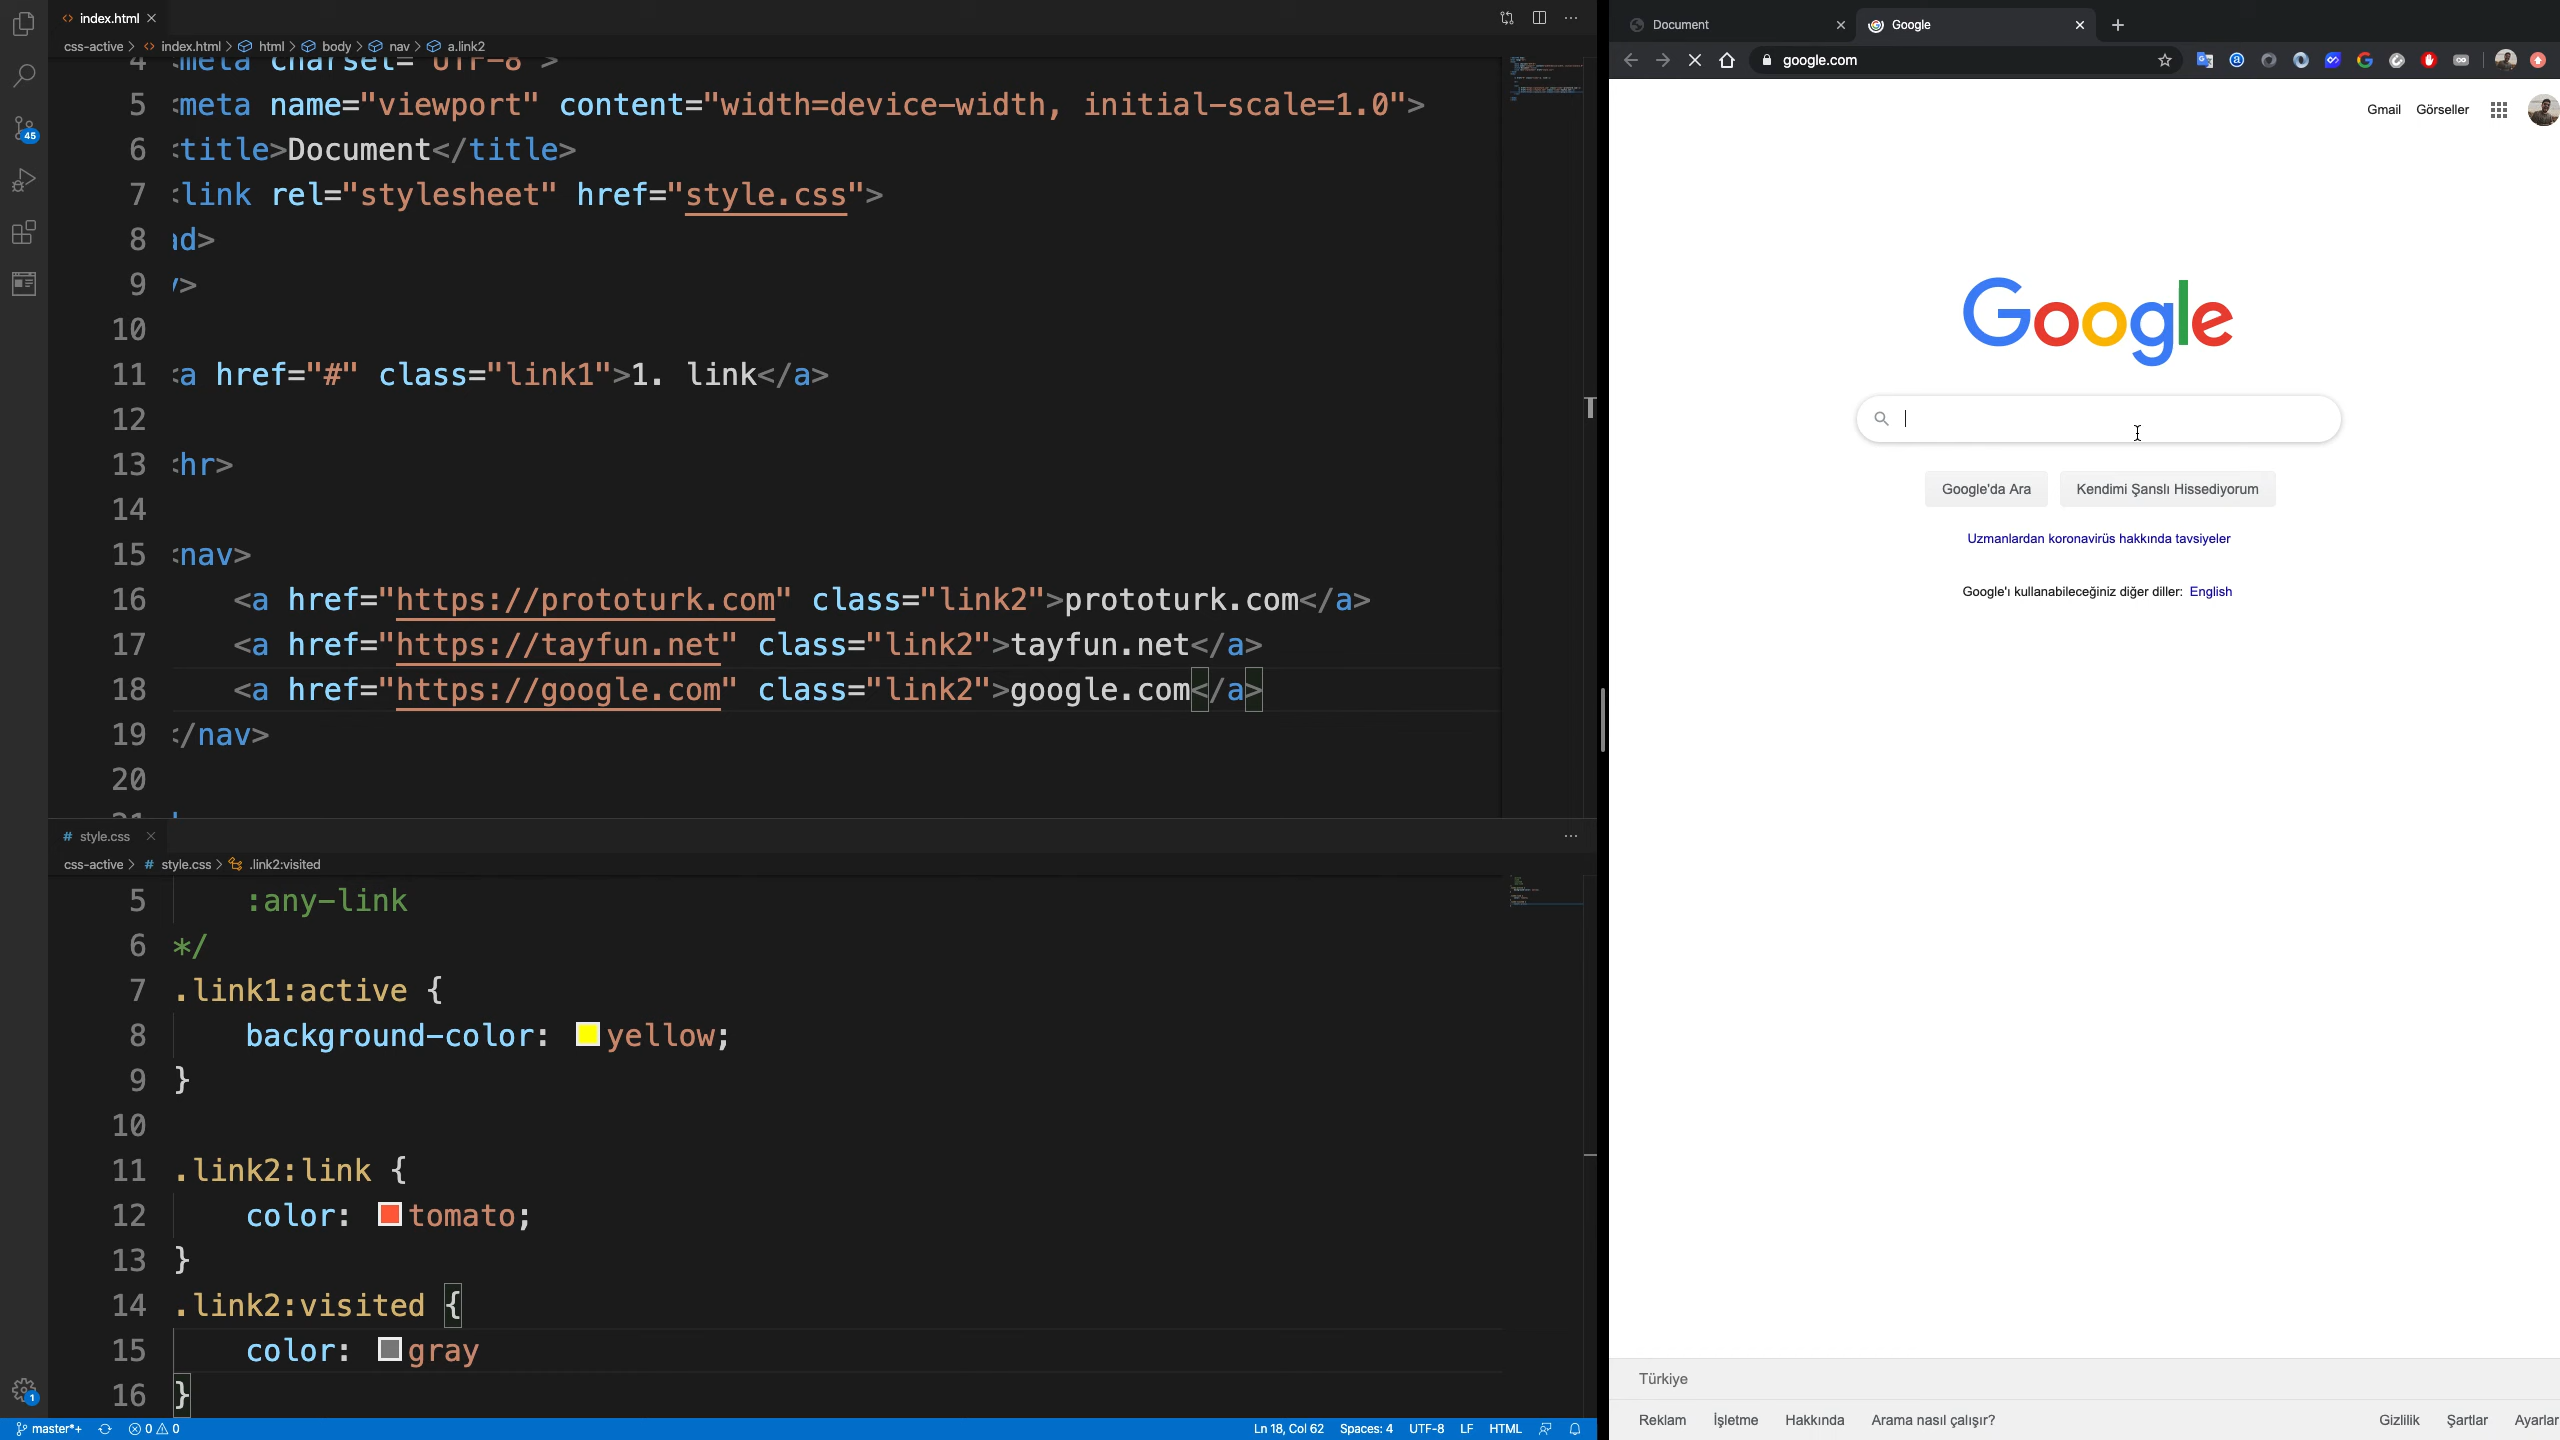 index.html
css-active > index.html > html > body > nav > a.link2
4 meta charset="UTF-8">
5 <meta name="viewport" content="width=device-width, initial-scale=1.0">
6 <title>Document</title>
7 <link rel="stylesheet" href="style.css">
8 ad>
9 y>
10
11 <a href="#" class="link1">1. link</a>
12
13 <hr>
14
15 <nav>
16 <a href="https://prototurk.com" class="link2">prototurk.com</a>
17 <a href="https://tayfun.net" class="link2">tayfun.net</a>
18 <a href="https://google.com" class="link2">google.com</a>
19 </nav>
20
21
# style.css
css-active > # style.css > .link2:visited
5 :any-link
6 */
7 .link1:active {
8 background-color: yellow;
9 }
10
11 .link2:link {
12 color: tomato;
13 }
14 .link2:visited {
15 color: gray
16 }
45
1
master*+ 0 0
Ln 18, Col 62 Spaces: 4 UTF-8 LF HTML
Document Google
google.com
Gmail Görseller
Google
Google'da Ara Kendimi Şanslı Hissediyorum
Uzmanlardan koronavirüs hakkında tavsiyeler
Google'ı kullanabileceğiniz diğer diller: English
Türkiye
Reklam İşletme Hakkında Arama nasıl çalışır?
Gizlilik Şartlar Ayarlar